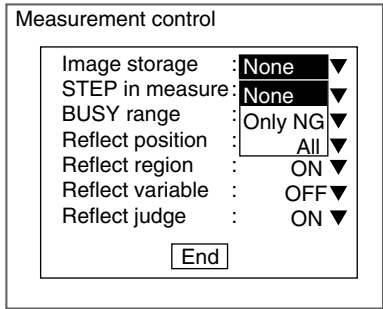 Measurement control
Image storage : None ▼
STEP in measure : None ▼
BUSY range : Only NG ▼
Reflect position : All ▼
Reflect region : ON ▼
Reflect variable : OFF ▼
Reflect judge : ON ▼
End